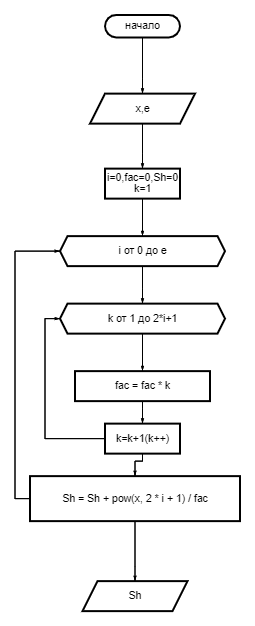 начало
x,e
i=0,fac=0,Sh=0
k=1
i от 0 до e
k от 1 до 2*i+1
fac = fac * k
k=k+1(k++)
Sh = Sh + pow(x, 2 * i + 1) / fac
Sh